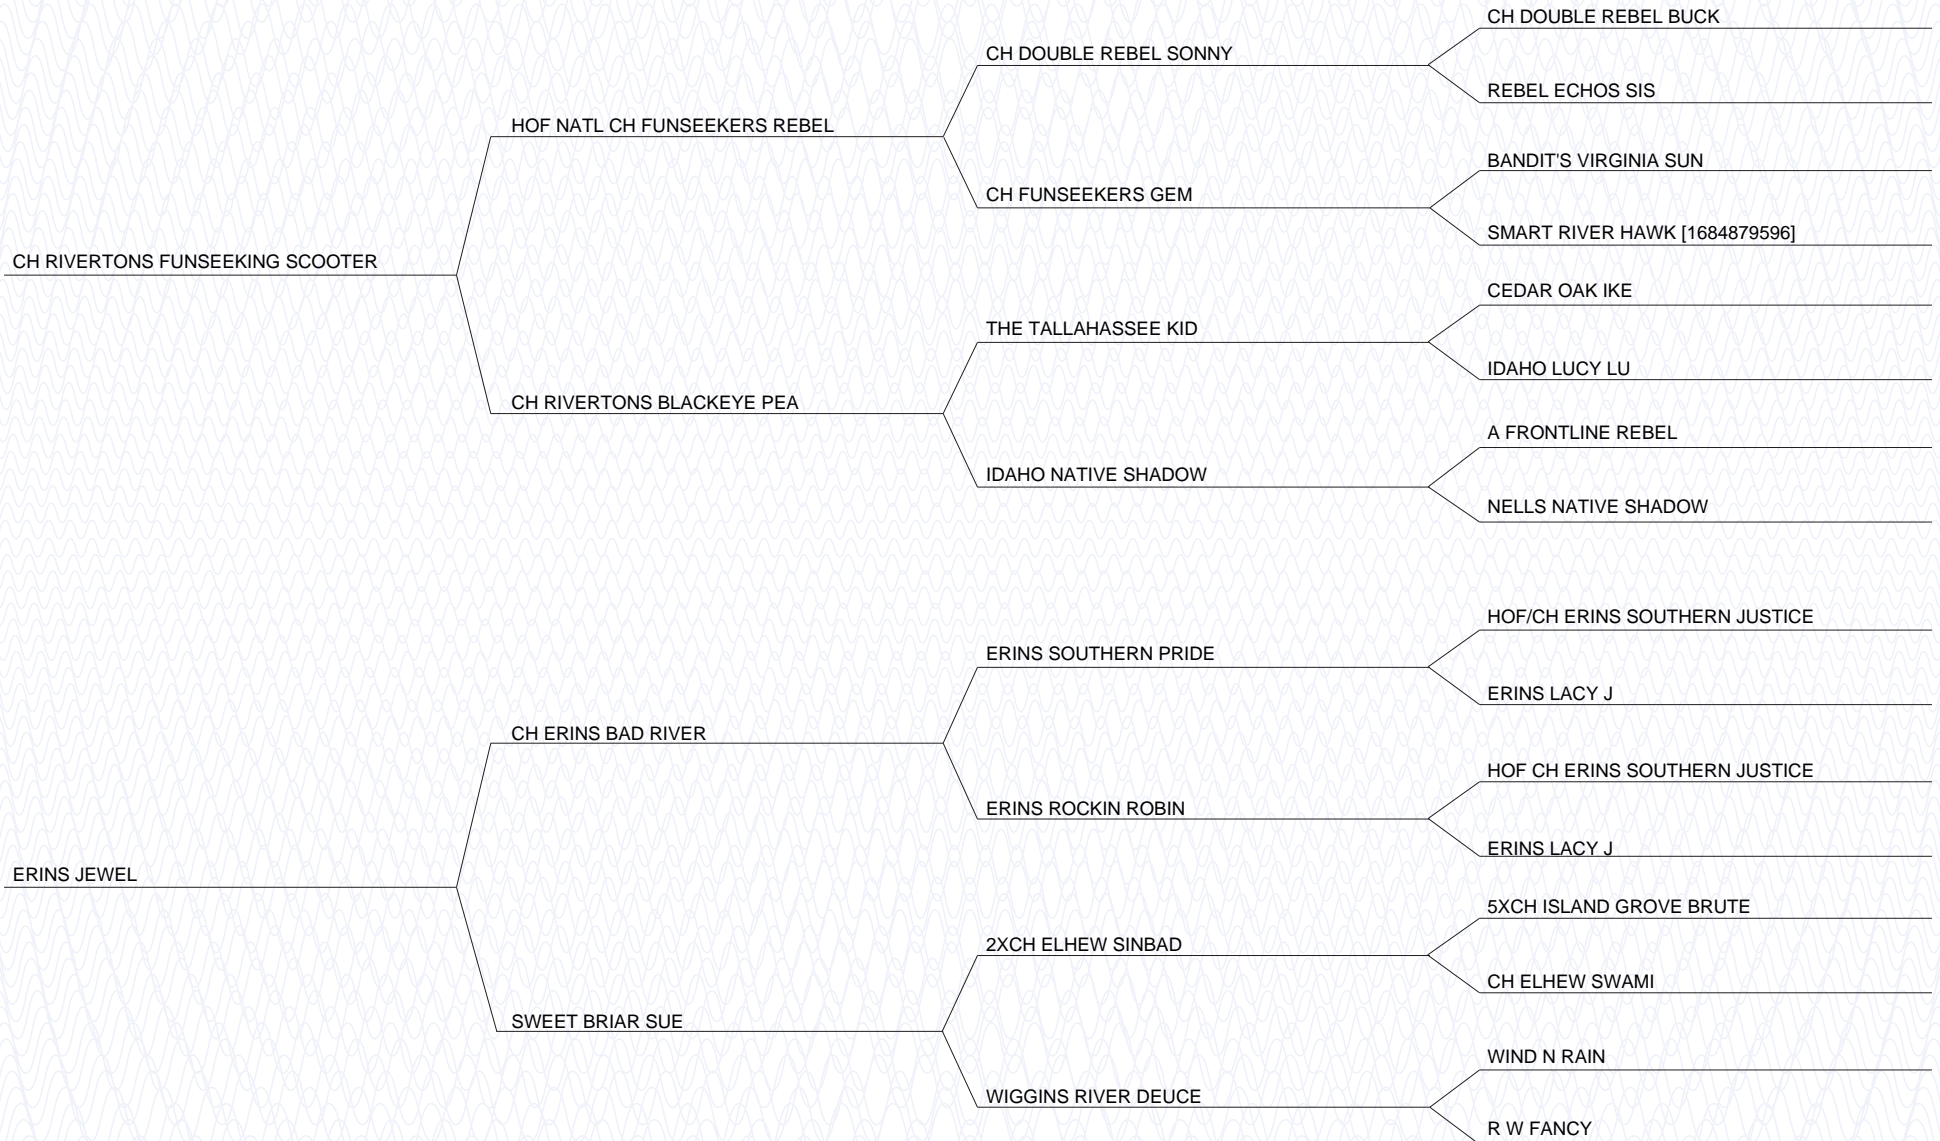 CH DOUBLE REBEL BUCK
CH DOUBLE REBEL SONNY
REBEL ECHOS SIS
HOF NATL CH FUNSEEKERS REBEL
BANDIT'S VIRGINIA SUN
CH FUNSEEKERS GEM
SMART RIVER HAWK [1684879596]
CH RIVERTONS FUNSEEKING SCOOTER
CEDAR OAK IKE
THE TALLAHASSEE KID
IDAHO LUCY LU
CH RIVERTONS BLACKEYE PEA
A FRONTLINE REBEL
IDAHO NATIVE SHADOW
NELLS NATIVE SHADOW
HOF/CH ERINS SOUTHERN JUSTICE
ERINS SOUTHERN PRIDE
ERINS LACY J
CH ERINS BAD RIVER
HOF CH ERINS SOUTHERN JUSTICE
ERINS ROCKIN ROBIN
ERINS LACY J
ERINS JEWEL
5XCH ISLAND GROVE BRUTE
2XCH ELHEW SINBAD
CH ELHEW SWAMI
SWEET BRIAR SUE
WIND N RAIN
WIGGINS RIVER DEUCE
R W FANCY